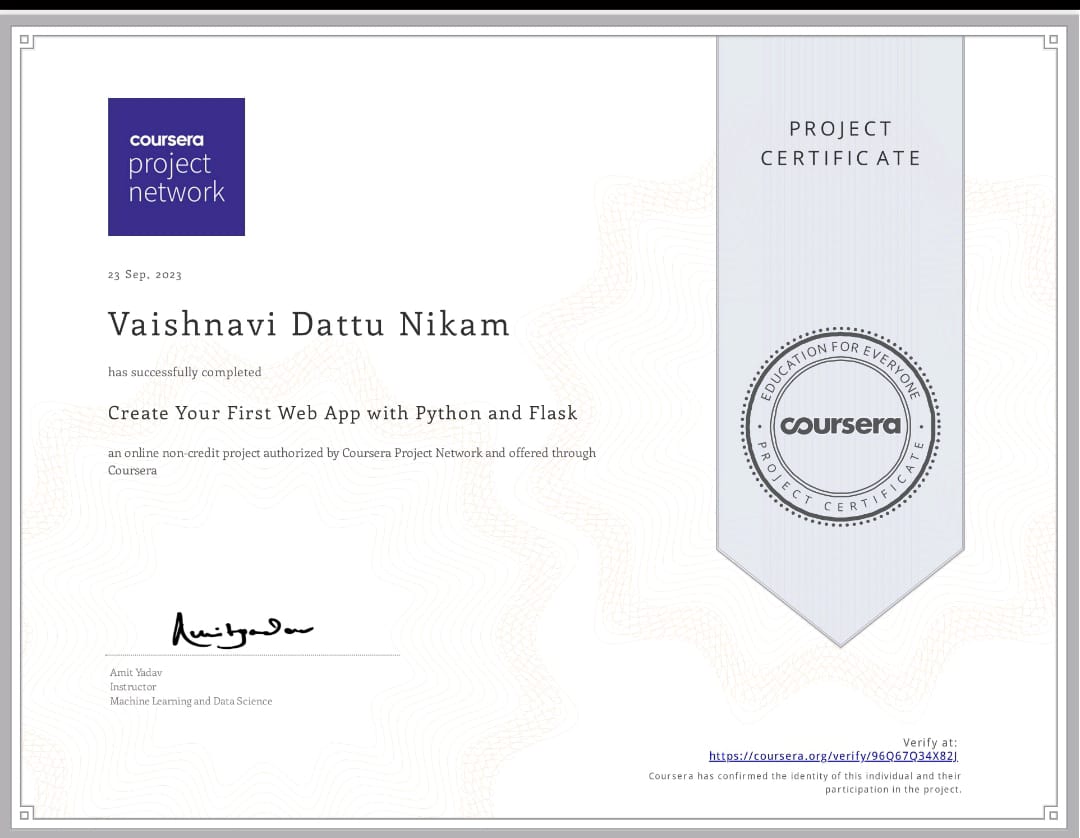 coursera
project
network
PROJECT
CERTIFICATE
23 Sep, 2023
Vaishnavi Dattu Nikam
has successfully completed
Create Your First Web App with Python and Flask
an online non-credit project authorized by Coursera Project Network and offered through
Coursera
EDUCATION FOR EVERYONE
coursera
PROJECT CERTIFICATE
Amit Yadav
Instructor
Machine Learning and Data Science
Verify at:
https://coursera.org/verify/96Q67Q34X82J
Coursera has confirmed the identity of this individual and their
participation in the project.